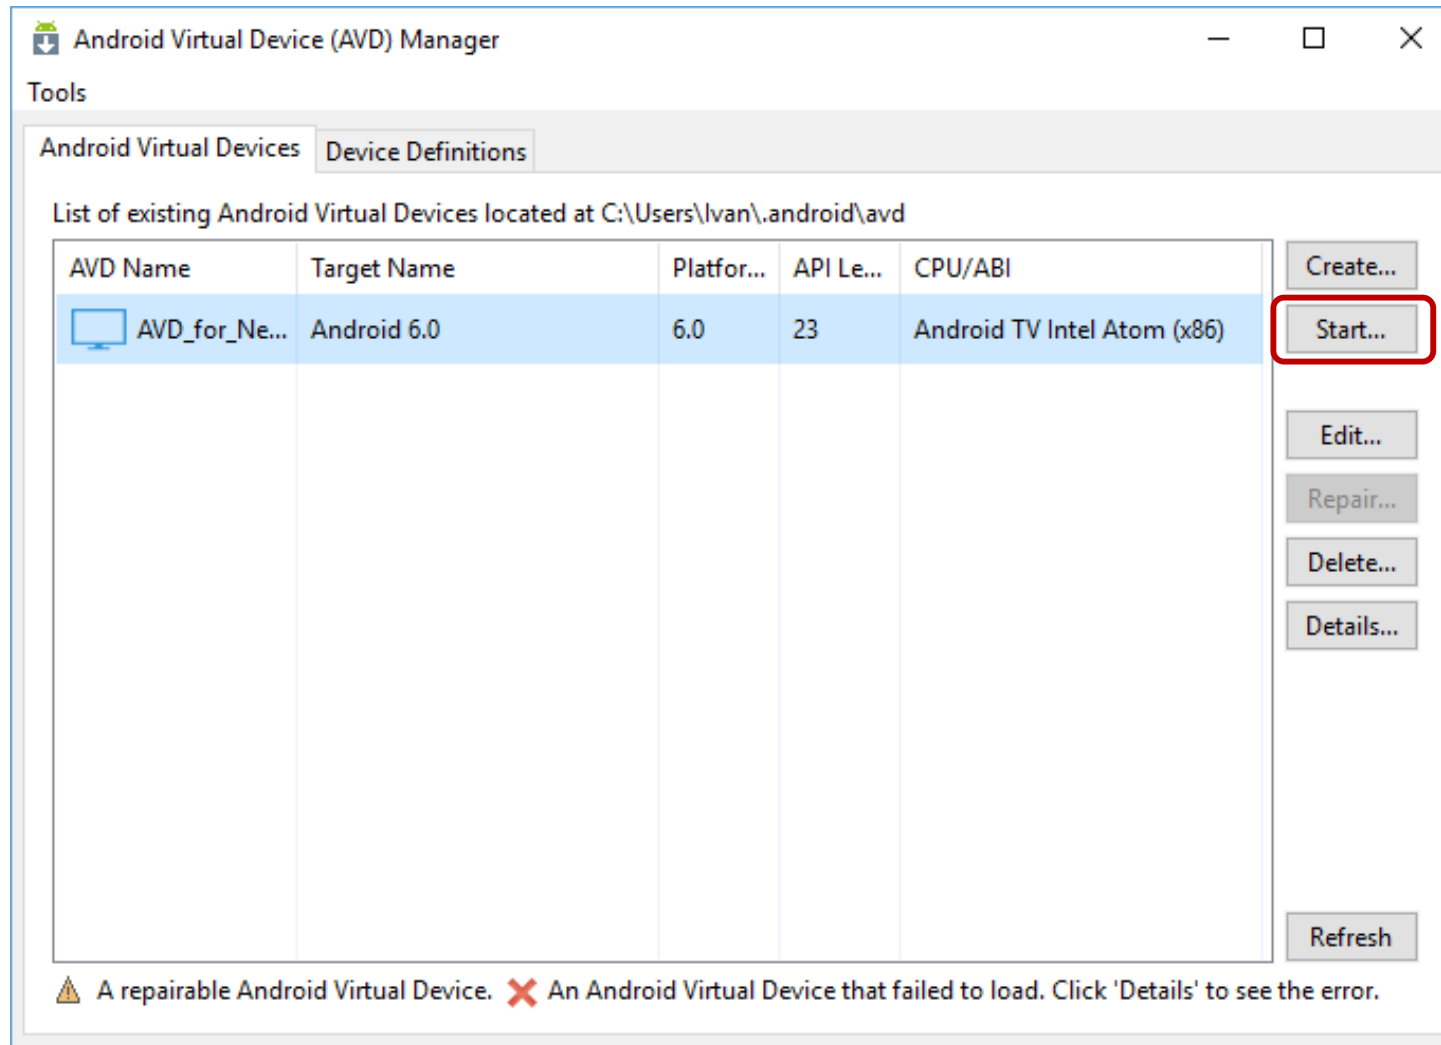 Android Virtual Device (AVD) Manager
Tools
Android Virtual Devices Device Definitions
List of existing Android Virtual Devices located at C:\Users\Ivan\.android\avd
AVD Name Target Name Platfor... API Le... CPU/ABI Create...
AVD_for_Ne... Android 6.0 6.0 23 Android TV Intel Atom (x86) Start...
Edit...
Repair...
Delete...
Details...
Refresh
A repairable Android Virtual Device. An Android Virtual Device that failed to load. Click 'Details' to see the error.